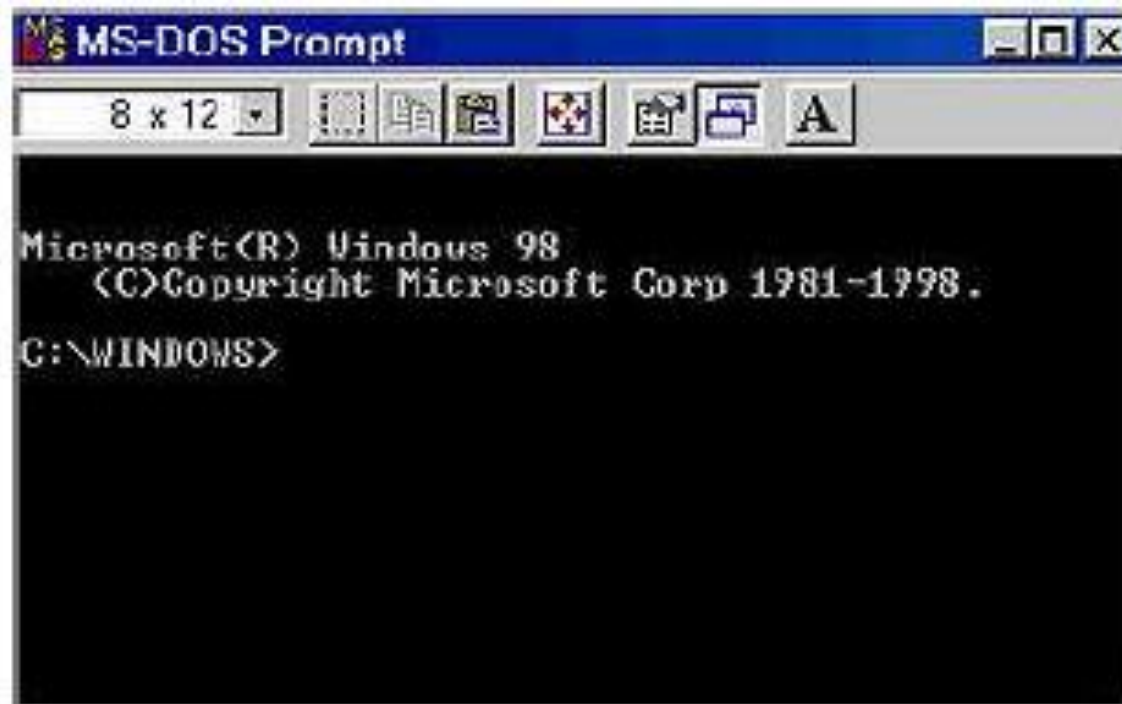 MS-DOS Prompt
8 x 12
A
Microsoft(R) Windows 98
(C)Copyright Microsoft Corp 1981-1998.
C:\WINDOWS>